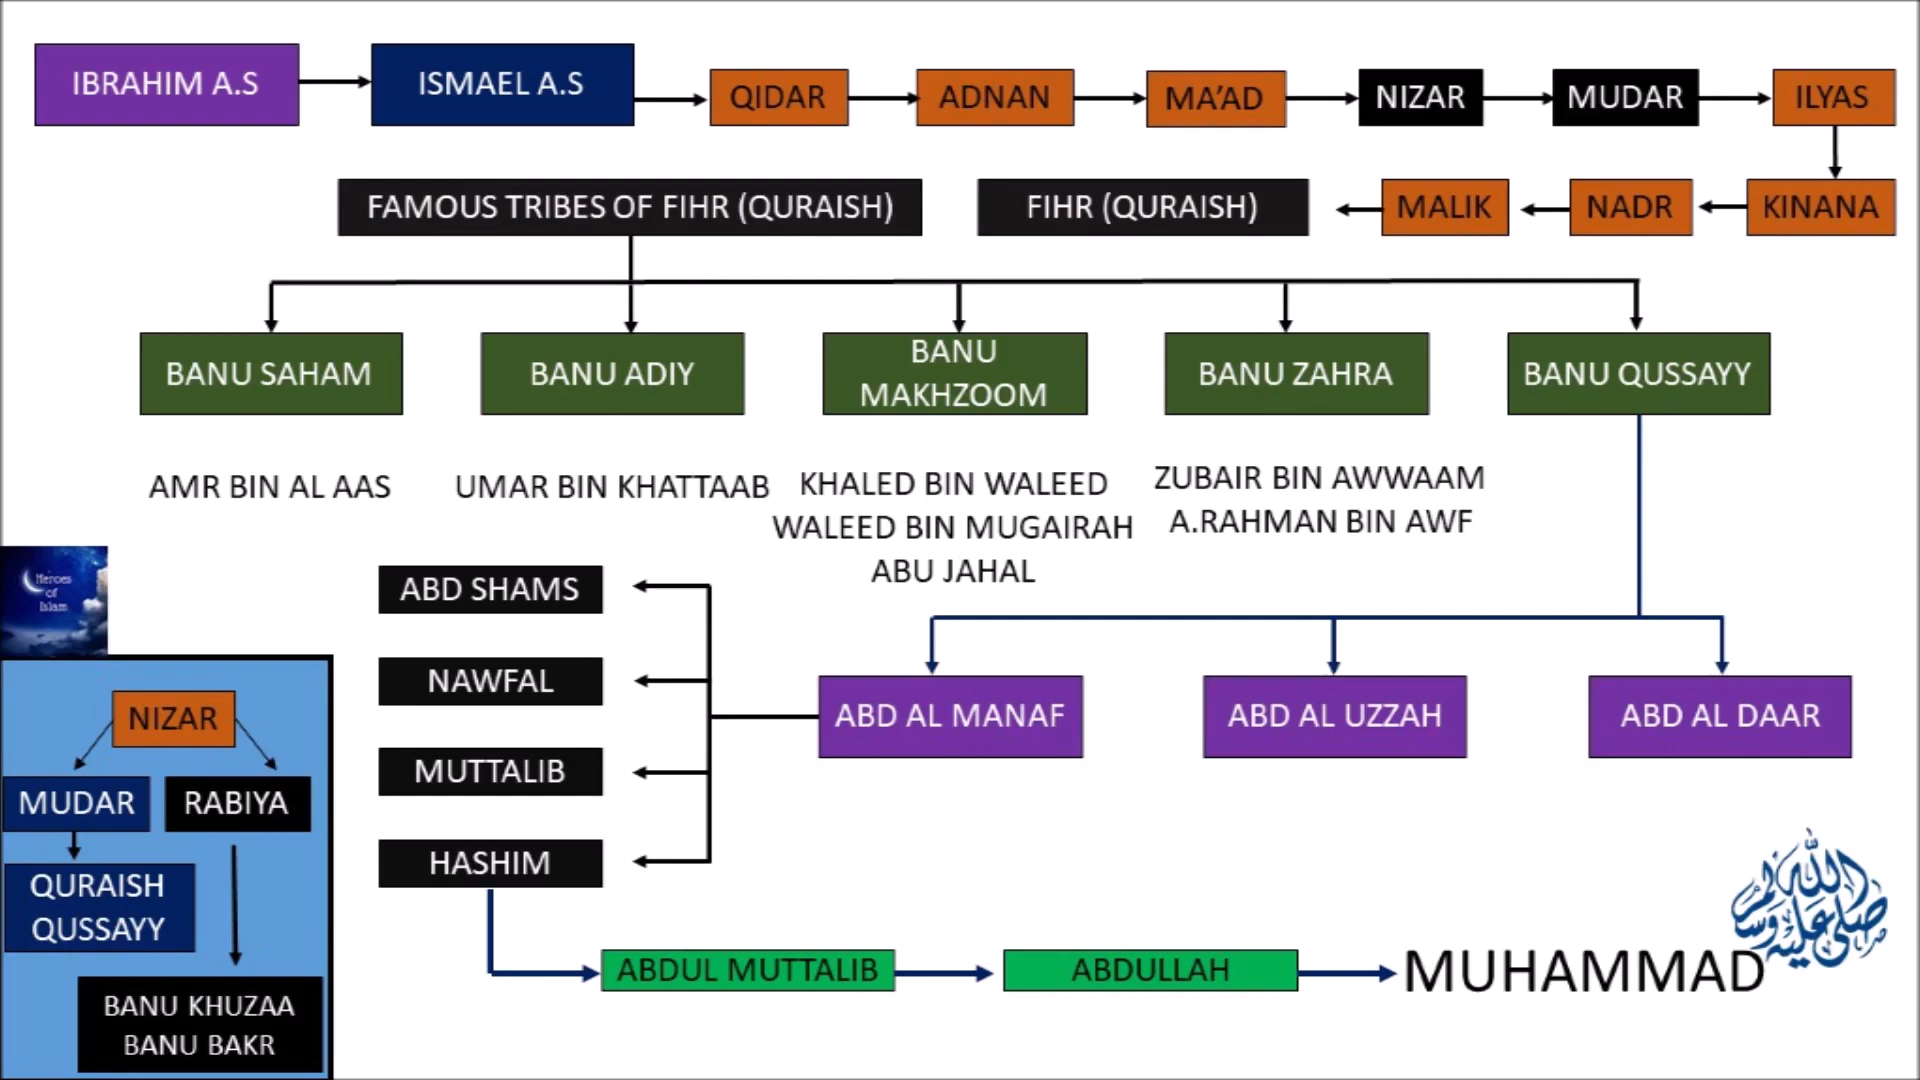 IBRAHIM A.S
ISMAEL A.S
QIDAR
ADNAN
MA’AD
NIZAR
MUDAR
ILYAS
FAMOUS TRIBES OF FIHR (QURAISH)
FIHR (QURAISH)
MALIK
NADR
KINANA
BANU SAHAM
BANU ADIY
BANU
MAKHZOOM
BANU ZAHRA
BANU QUSSAYY
AMR BIN AL AAS
UMAR BIN KHATTAAB
KHALED BIN WALEED
WALEED BIN MUGAIRAH
ABU JAHAL
ZUBAIR BIN AWWAAM
A.RAHMAN BIN AWF
Heroes
of
Islam
ABD SHAMS
NAWFAL
MUTTALIB
HASHIM
ABD AL MANAF
ABD AL UZZAH
ABD AL DAAR
NIZAR
MUDAR
RABIYA
QURAISH
QUSSAYY
BANU KHUZAA
BANU BAKR
ABDUL MUTTALIB
ABDULLAH
MUHAMMAD
صلى الله عليه وسلم